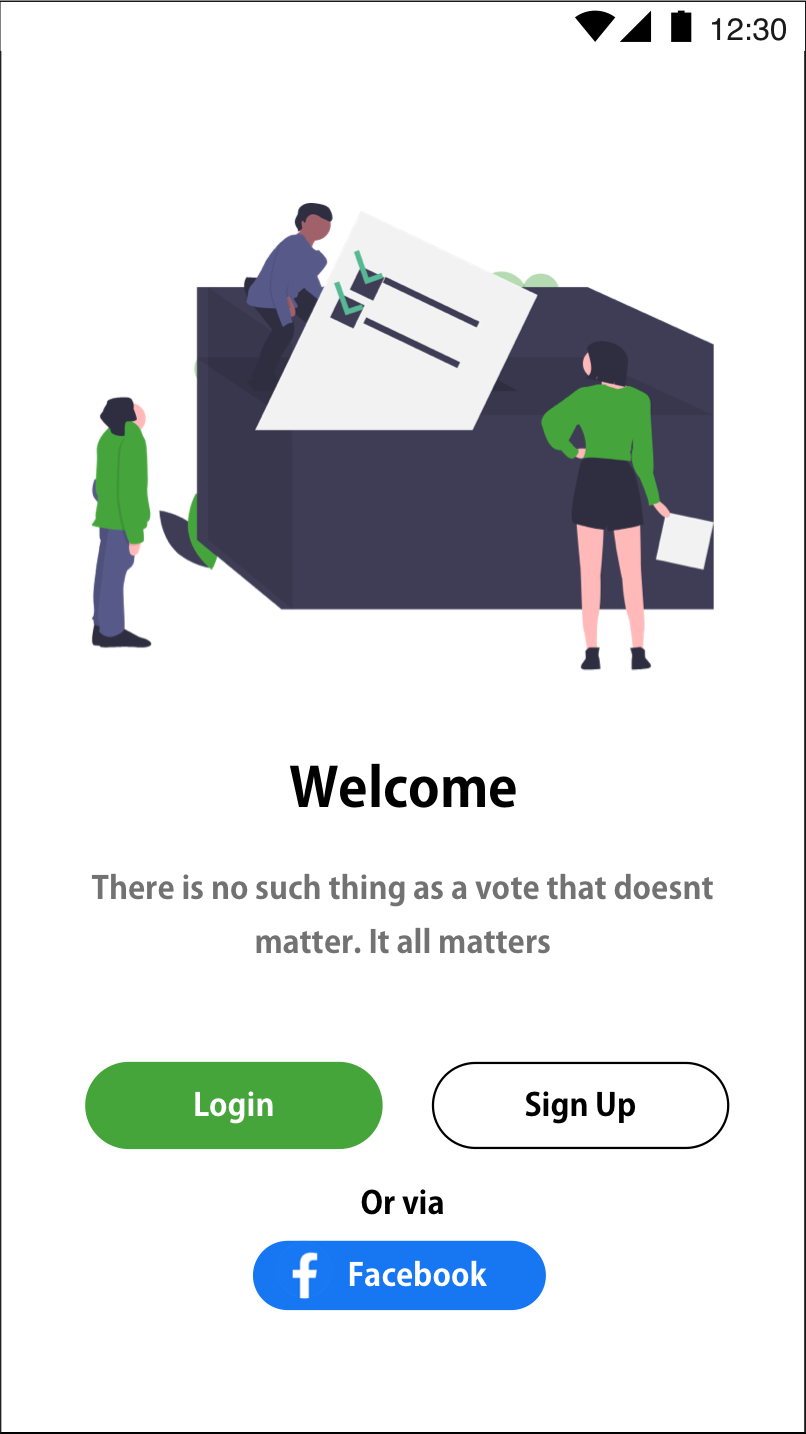 12:30
Welcome
There is no such thing as a vote that doesnt
matter. It all matters
Login
Sign Up
Or via
Facebook